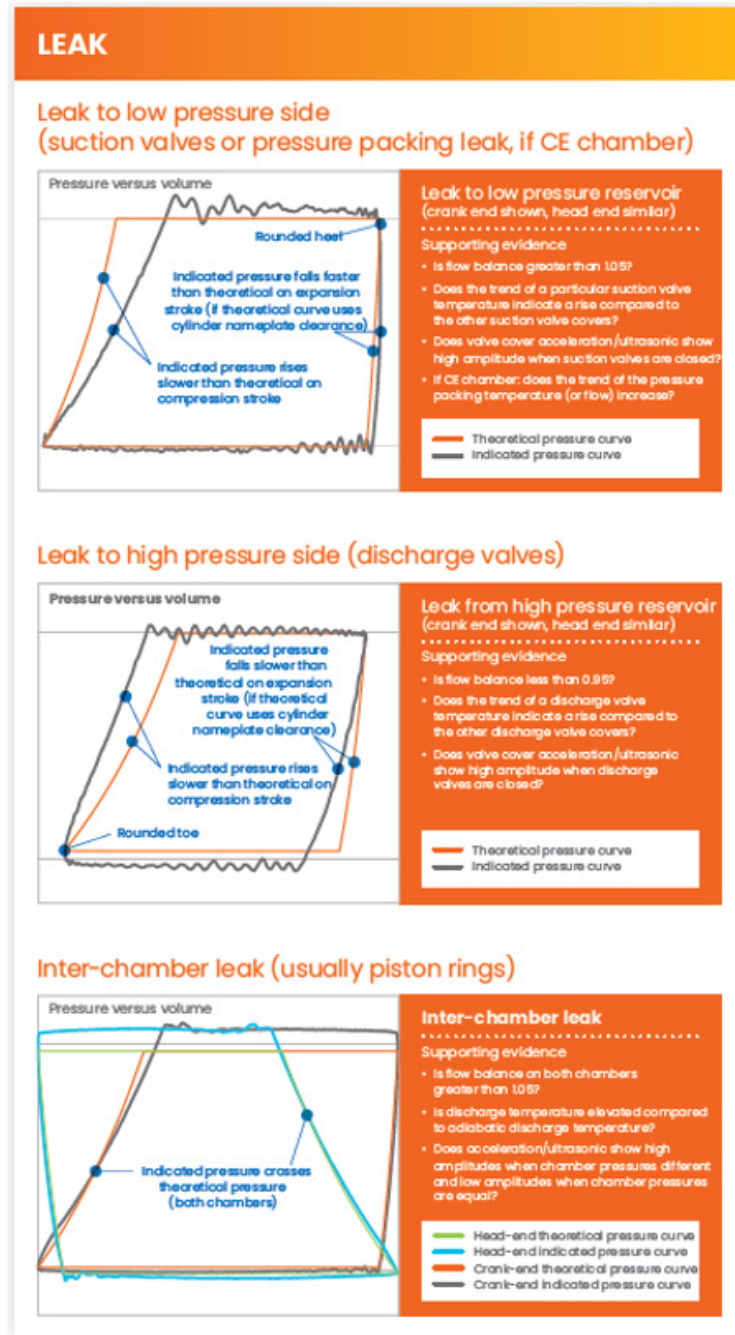 LEAK
Leak to low pressure side
(suction valves or pressure packing leak, if CE chamber)
Pressure versus volume
Rounded heel
Indicated pressure falls faster
than theoretical on expansion
stroke (if theoretical curve uses
cylinder nameplate clearance)
Indicated pressure rises
slower than theoretical on
compression stroke
Leak to low pressure reservoir
(crank end shown, head end similar)
Supporting evidence
• Is flow balance greater than 1.05?
• Does the trend of a particular suction valve
temperature indicate a rise compared to
the other suction valve covers?
• Does valve cover acceleration/ultrasonic show
high amplitude when suction valves are closed?
• If CE chamber: does the trend of the pressure
packing temperature (or flow) increase?
Theoretical pressure curve
Indicated pressure curve
Leak to high pressure side (discharge valves)
Pressure versus volume
Indicated pressure
falls slower than
theoretical on expansion
stroke (if theoretical
curve uses cylinder
nameplate clearance)
Indicated pressure rises
slower than theoretical on
compression stroke
Rounded toe
Leak from high pressure reservoir
(crank end shown, head end similar)
Supporting evidence
• Is flow balance less than 0.95?
• Does the trend of a discharge valve
temperature indicate a rise compared to
the other discharge valve covers?
• Does valve cover acceleration/ultrasonic
show high amplitude when discharge
valves are closed?
Theoretical pressure curve
Indicated pressure curve
Inter-chamber leak (usually piston rings)
Pressure versus volume
Indicated pressure crosses
theoretical pressure
(both chambers)
Inter-chamber leak
Supporting evidence
• Is flow balance on both chambers
greater than 1.05?
• Is discharge temperature elevated compared
to adiabatic discharge temperature?
• Does acceleration/ultrasonic show high
amplitudes when chamber pressures different
and low amplitudes when chamber pressures
are equal?
Head-end theoretical pressure curve
Head-end indicated pressure curve
Crank-end theoretical pressure curve
Crank-end indicated pressure curve